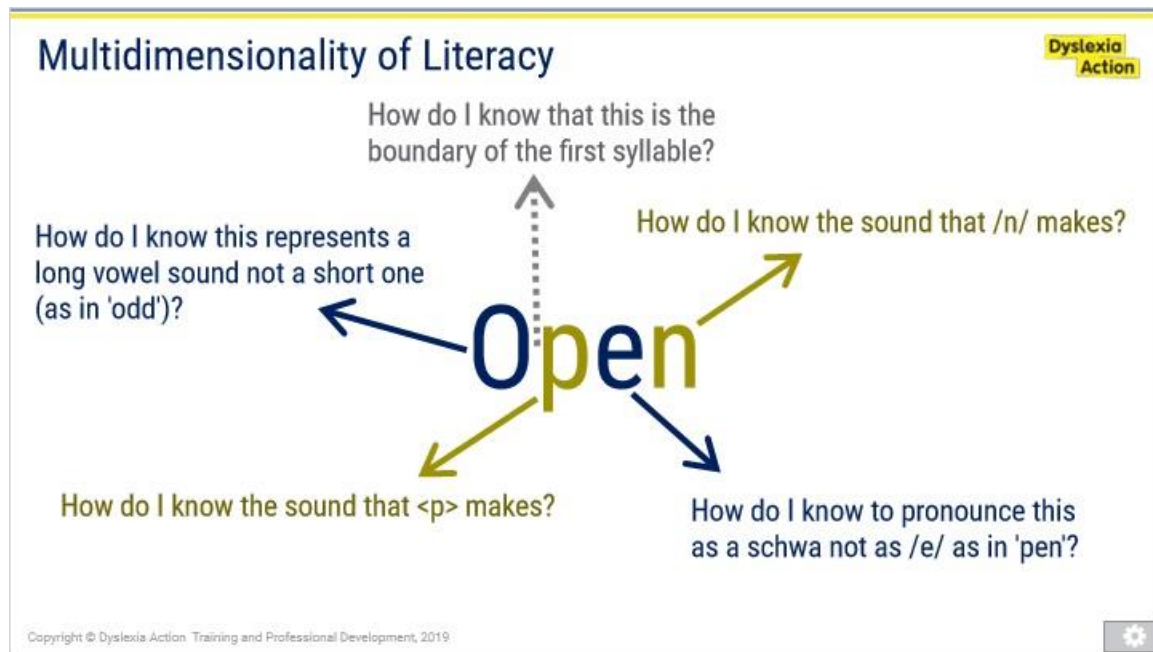 Multidimensionality of Literacy
Dyslexia
Action
How do I know that this is the
boundary of the first syllable?
How do I know the sound that /n/ makes?
How do I know this represents a
long vowel sound not a short one
(as in 'odd')?
Open
How do I know the sound that <p> makes?
How do I know to pronounce this
as a schwa not as /e/ as in 'pen'?
Copyright © Dyslexia Action Training and Professional Development, 2019